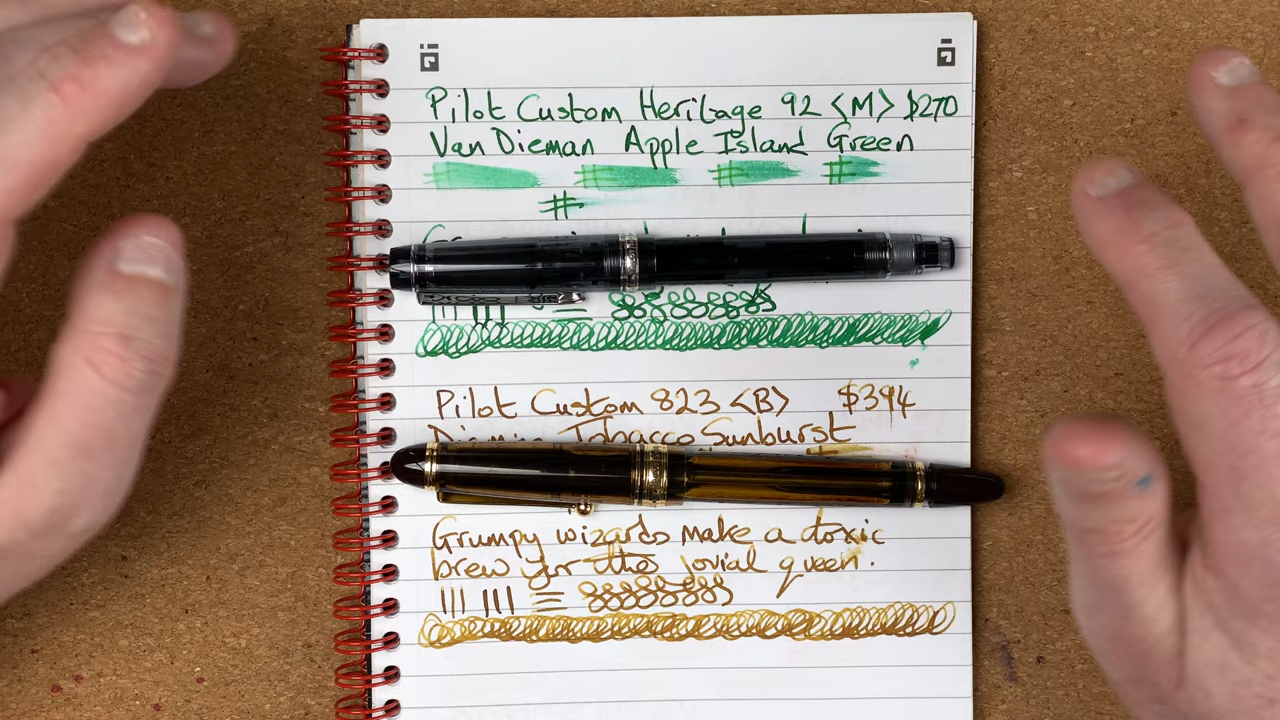 Pilot Custom Heritage 92 <M> $270
Van Dieman Apple Island Green
Pilot Custom 823 <B> $394
Tobacco Sunburst
Grumpy wizards make a toxic
brew for the jovial queen.